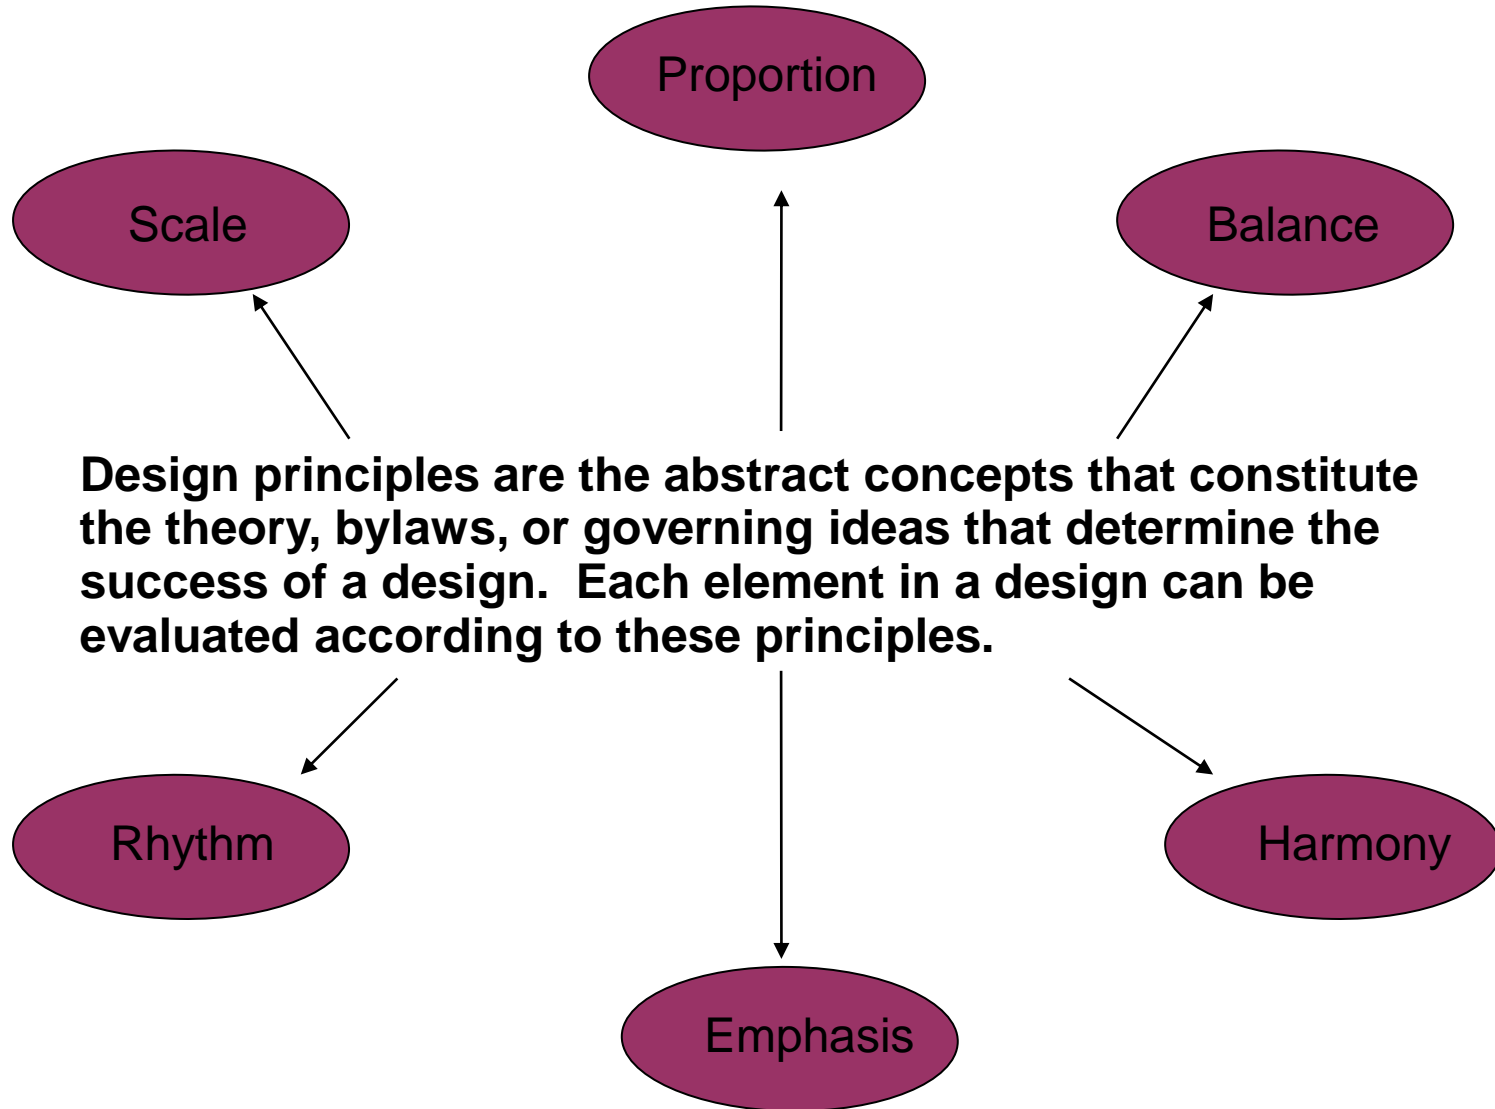 Proportion
Scale
Balance
Design principles are the abstract concepts that constitute
the theory, bylaws, or governing ideas that determine the
success of a design.  Each element in a design can be
evaluated according to these principles.
Rhythm
Harmony
Emphasis